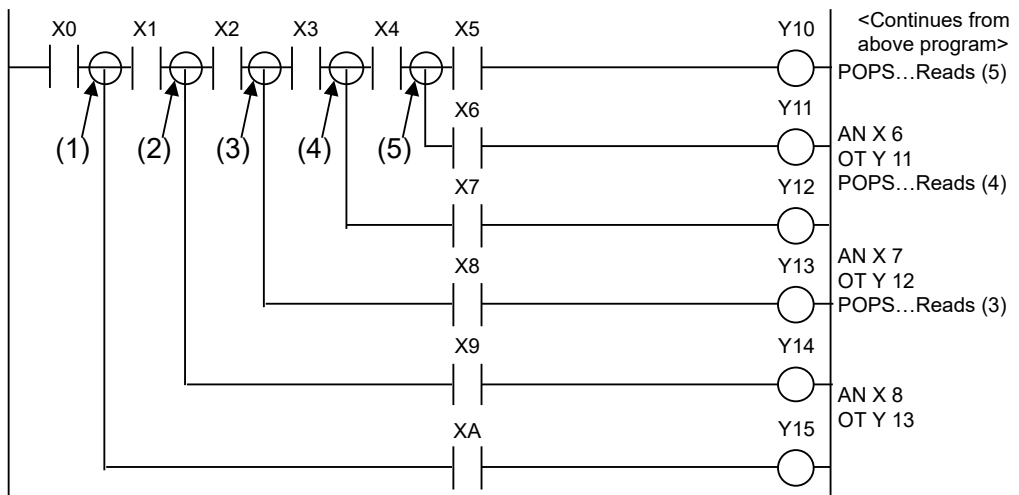 X0 X1 X2 X3 X4 X5 Y10
(1) (2) (3) (4) (5)
X6 Y11
X7 Y12
X8 Y13
X9 Y14
XA Y15
<Continues from
above program>
POPS…Reads (5)
AN X 6
OT Y 11
POPS…Reads (4)
AN X 7
OT Y 12
POPS…Reads (3)
AN X 8
OT Y 13